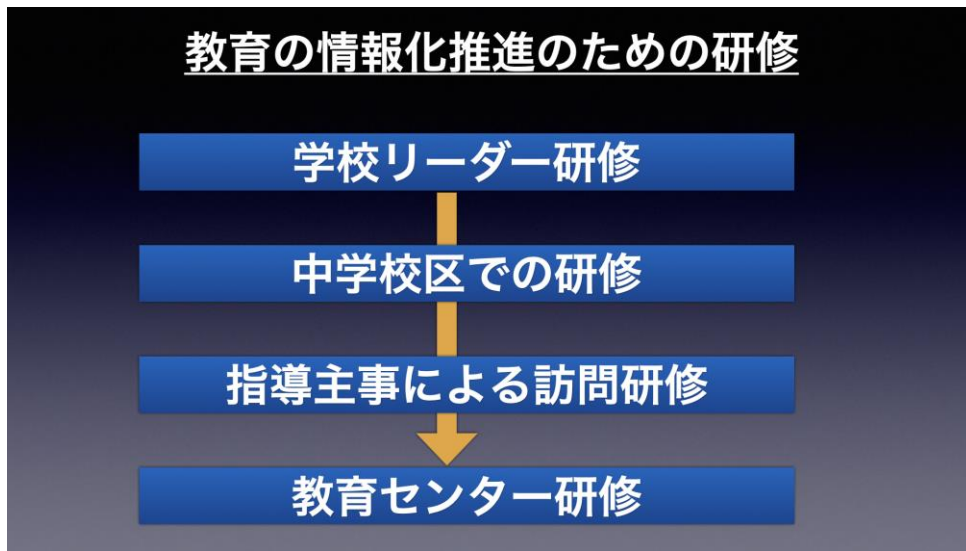 教育の情報化推進のための研修
学校リーダー研修
中学校区での研修
指導主事による訪問研修
教育センター研修